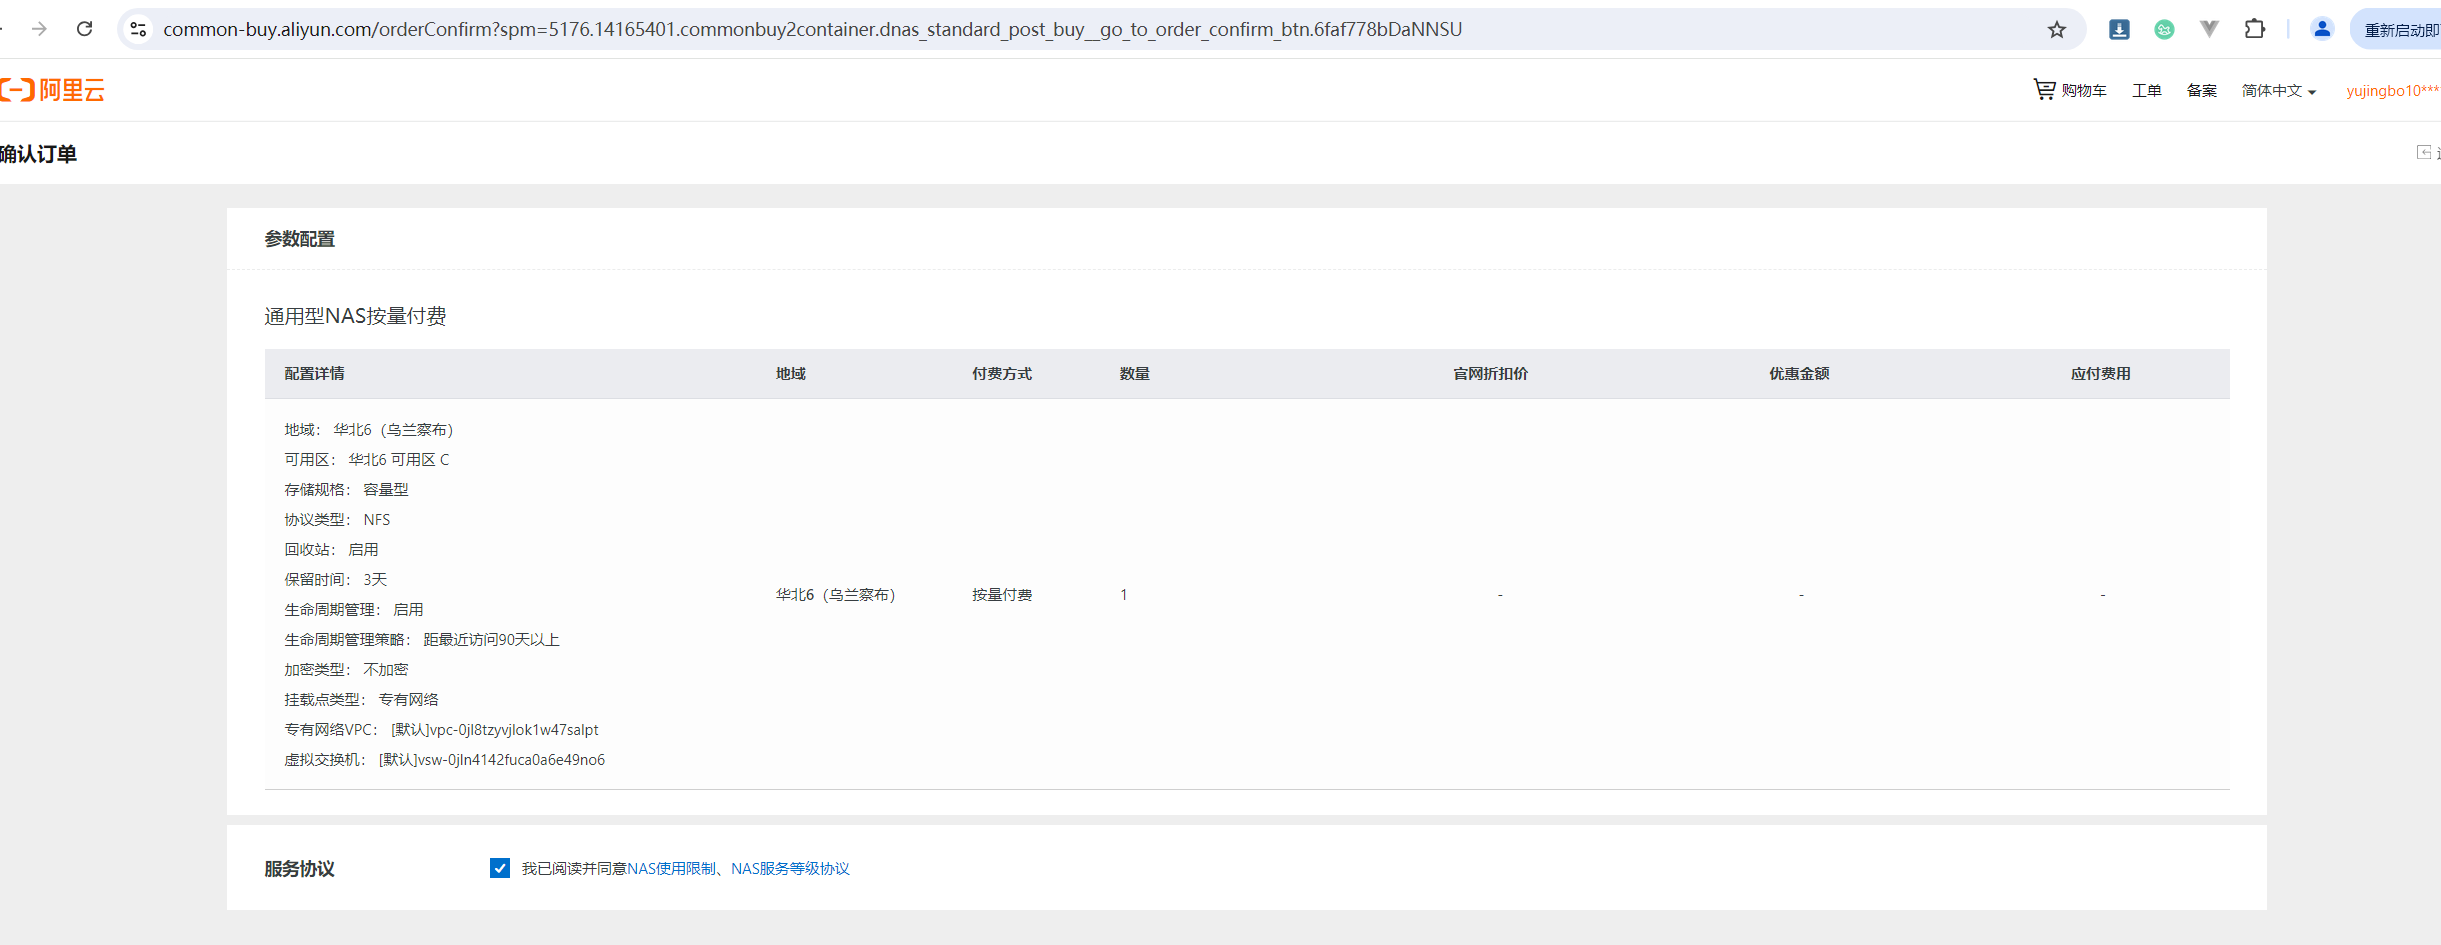 common-buy.aliyun.com/orderConfirm?spm=5176.14165401.commonbuy2container.dnas_standard_post_buy__go_to_order_confirm_btn.6faf778bDaNNSU
重新启动即
阿里云
购物车 工单 备案 简体中文 yujingbo10***
确认订单
参数配置
通用型NAS按量付费
配置详情 地域 付费方式 数量 官网折扣价 优惠金额 应付费用
地域： 华北6（乌兰察布）
可用区： 华北6 可用区 C
存储规格： 容量型
协议类型： NFS
回收站： 启用
保留时间： 3天
华北6（乌兰察布） 按量付费 1 - - -
生命周期管理： 启用
生命周期管理策略： 距最近访问90天以上
加密类型： 不加密
挂载点类型： 专有网络
专有网络VPC： [默认]vpc-0jl8tzyvjlok1w47salpt
虚拟交换机： [默认]vsw-0jln4142fuca0a6e49no6
服务协议 我已阅读并同意NAS使用限制、NAS服务等级协议